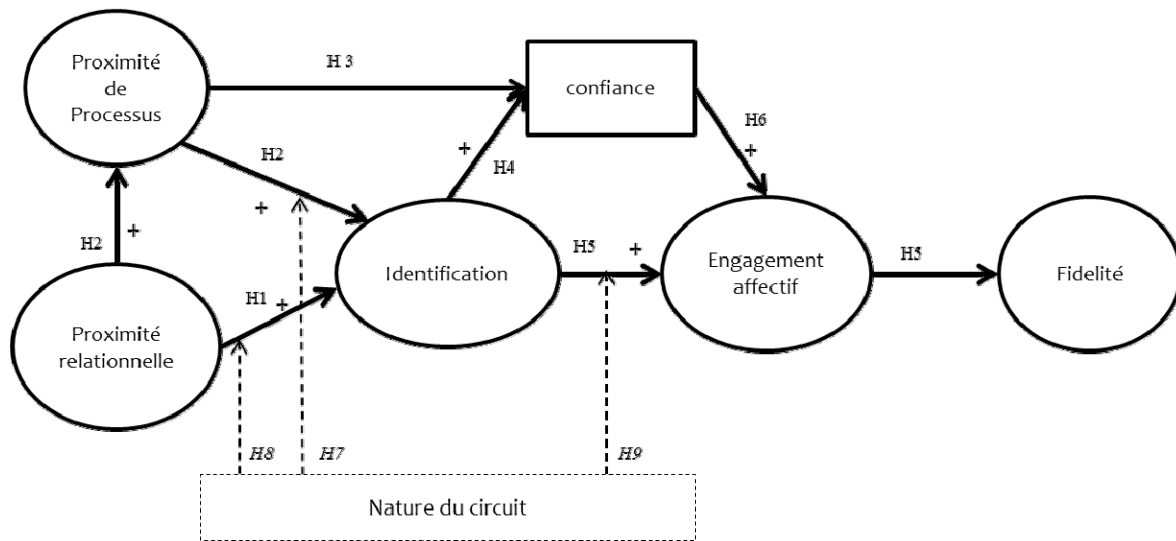 Proximité
de
Processus
H 3
confiance
H6
+
H2
+
+
H4
H2
+
Identification
H5
+
Engagement
affectif
H5
Fidelité
H1
+
Proximité
relationnelle
H8
H7
H9
Nature du circuit